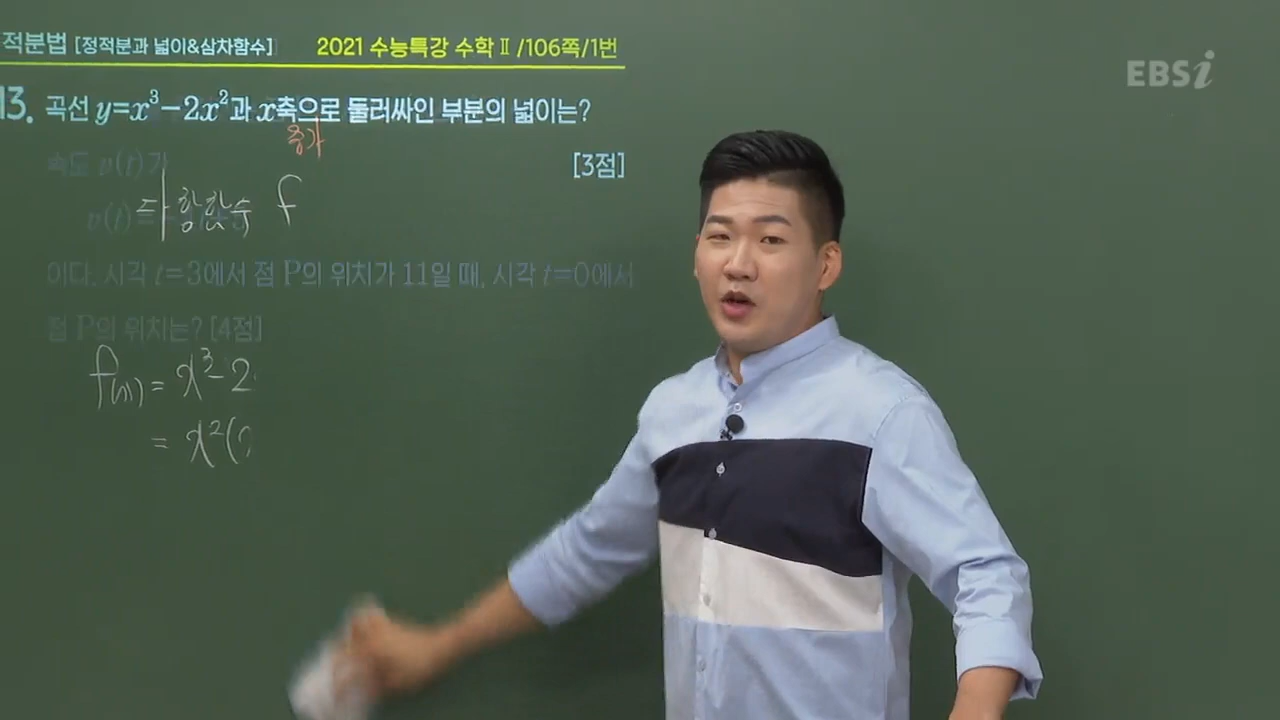 적분법 [정적분과 넓이&삼차함수] 2021 수능특강 수학 Ⅱ /106쪽/1번
EBSi
13. 곡선 y=x³-2x²과 x축으로 둘러싸인 부분의 넓이는?
증가
속도 v(t)가 [3점]
다항함수 f
v(t)=
이다. 시각 t=3에서 점 P의 위치가 11일 때, 시각 t=0에서
점 P의 위치는? [4점]
f(x) = x³-2
= x²(